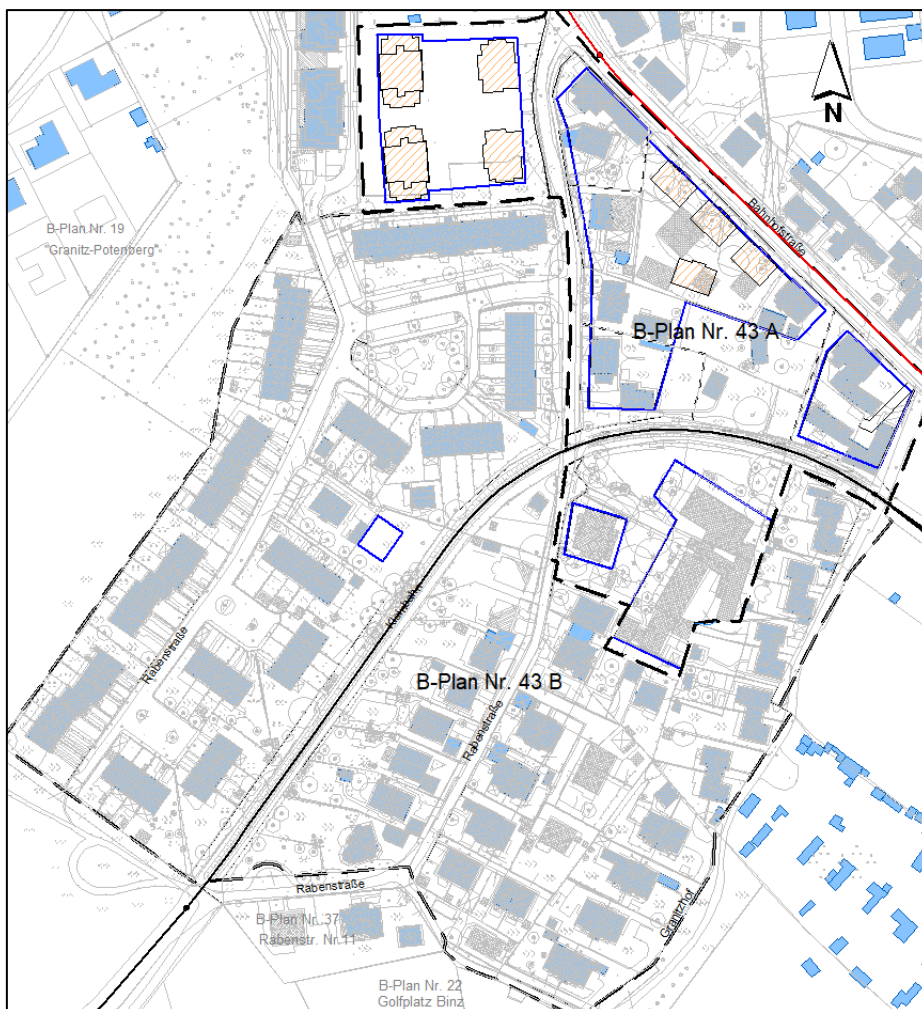 N
Bahnhofstraße
B-Plan Nr. 19
"Granitz-Potenberg"
B-Plan Nr. 43 A
Kleinbahn
Rabenstraße
B-Plan Nr. 43 B
Rabenstraße
Rabenstraße
Granitzhof
B-Plan Nr. 37
Rabenstr. Nr.11
B-Plan Nr. 22
Golfplatz Binz